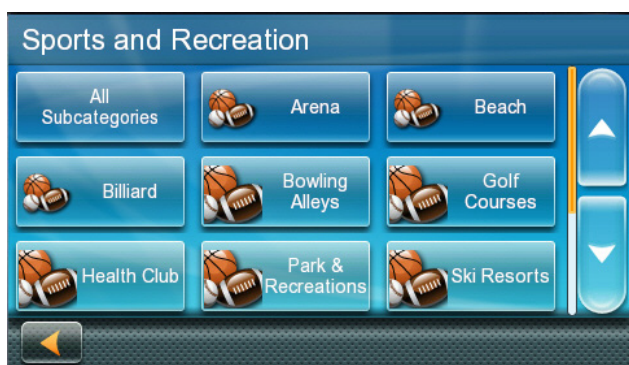 Sports and Recreation
All
Subcategories
Arena
Beach
Billiard
Bowling
Alleys
Golf
Courses
Health Club
Park &
Recreations
Ski Resorts